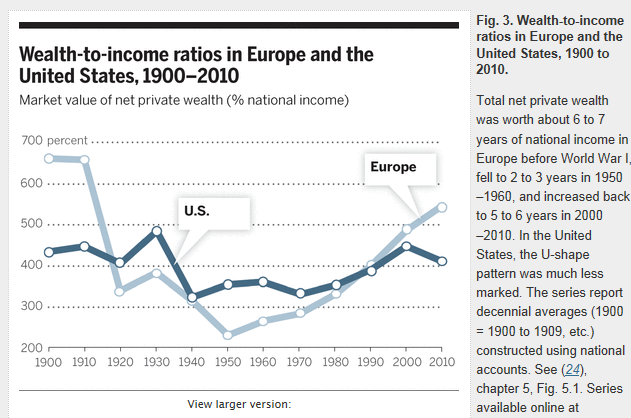 Wealth-to-income ratios in Europe and the
United States, 1900–2010
Market value of net private wealth (% national income)
700 percent
600
500
400
300
200
Europe
U.S.
1900 1910 1920 1930 1940 1950 1960 1970 1980 1990 2000 2010
View larger version:
Fig. 3. Wealth-to-income
ratios in Europe and the
United States, 1900 to
2010.
Total net private wealth
was worth about 6 to 7
years of national income in
Europe before World War I,
fell to 2 to 3 years in 1950
–1960, and increased back
to 5 to 6 years in 2000
–2010. In the United
States, the U-shape
pattern was much less
marked. The series report
decennial averages (1900
= 1900 to 1909, etc.)
constructed using national
accounts. See (24),
chapter 5, Fig. 5.1. Series
available online at